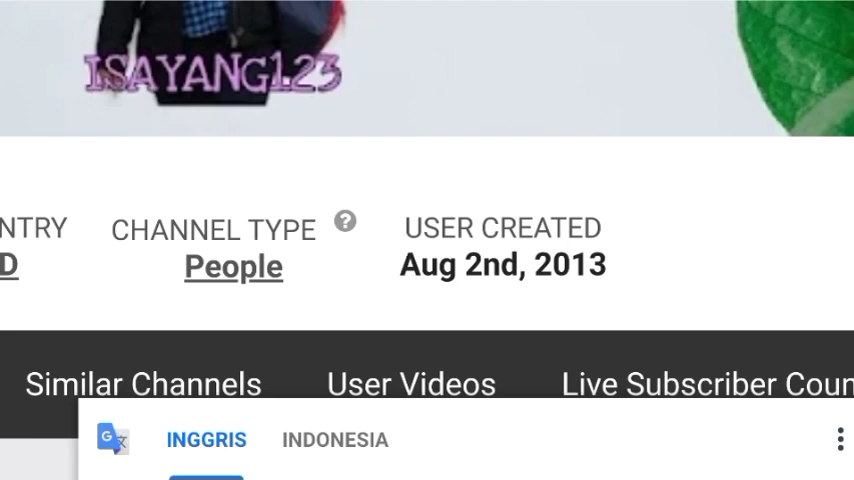 ISAYANG123
NTRY
CHANNEL TYPE ?
USER CREATED
D
People
Aug 2nd, 2013
Similar Channels
User Videos
Live Subscriber Coun
G 文
INGGRIS
INDONESIA